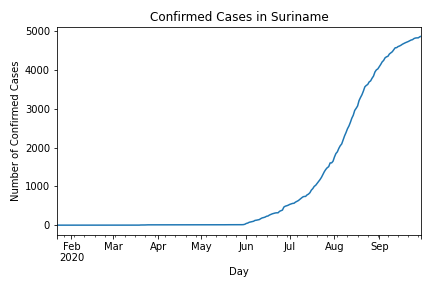 Confirmed Cases in Suriname
Number of Confirmed Cases
5000
4000
3000
2000
1000
0
Feb Mar Apr May Jun Jul Aug Sep
2020
Day